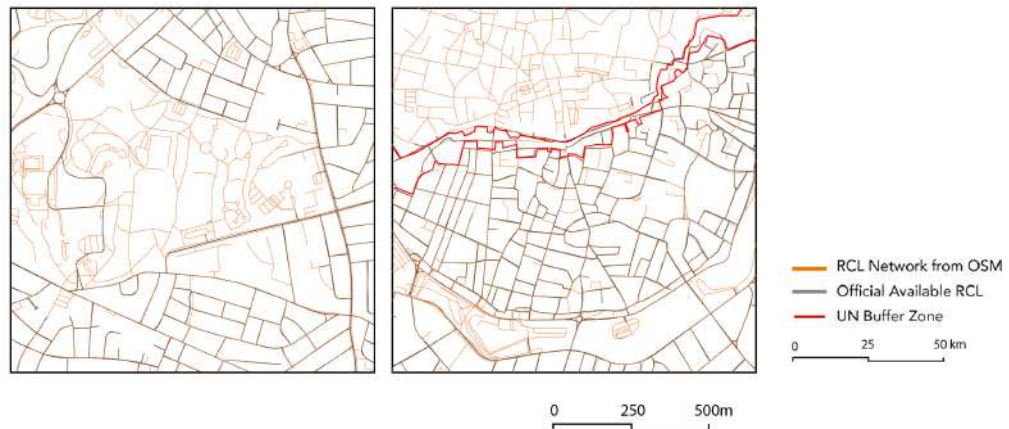 RCL Network from OSM
Official Available RCL
UN Buffer Zone
0 25 50 km
0 250 500m